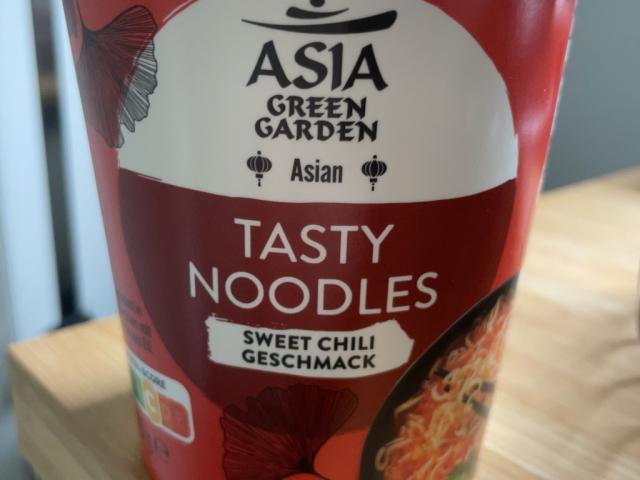 ASIA
GREEN
GARDEN
Asian
TASTY
NOODLES
SWEET CHILI
GESCHMACK